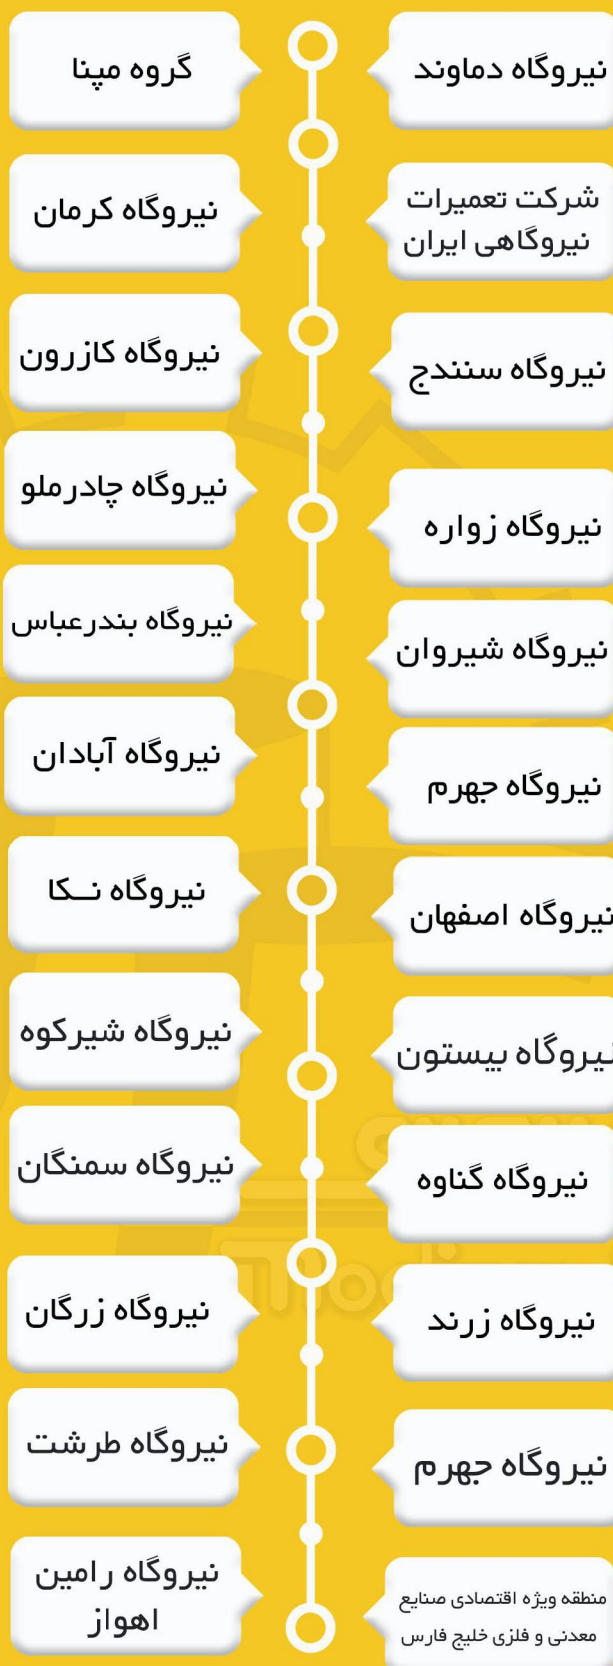 نیروگاه دماوند
گروه مپنا
شرکت تعمیرات
نیروگاهی ایران
نیروگاه کرمان
نیروگاه سنندج
نیروگاه کازرون
نیروگاه زواره
نیروگاه چادرملو
نیروگاه شیروان
نیروگاه بندرعباس
نیروگاه جهرم
نیروگاه آبادان
نیروگاه اصفهان
نیروگاه نــکا
نیروگاه بیستون
نیروگاه شیرکوه
نیروگاه گناوه
نیروگاه سمنگان
نیروگاه زرند
نیروگاه زرگان
نیروگاه جهرم
نیروگاه طرشت
منطقه ویژه اقتصادی صنایع
معدنی و فلزی خلیج فارس
نیروگاه رامین
اهواز